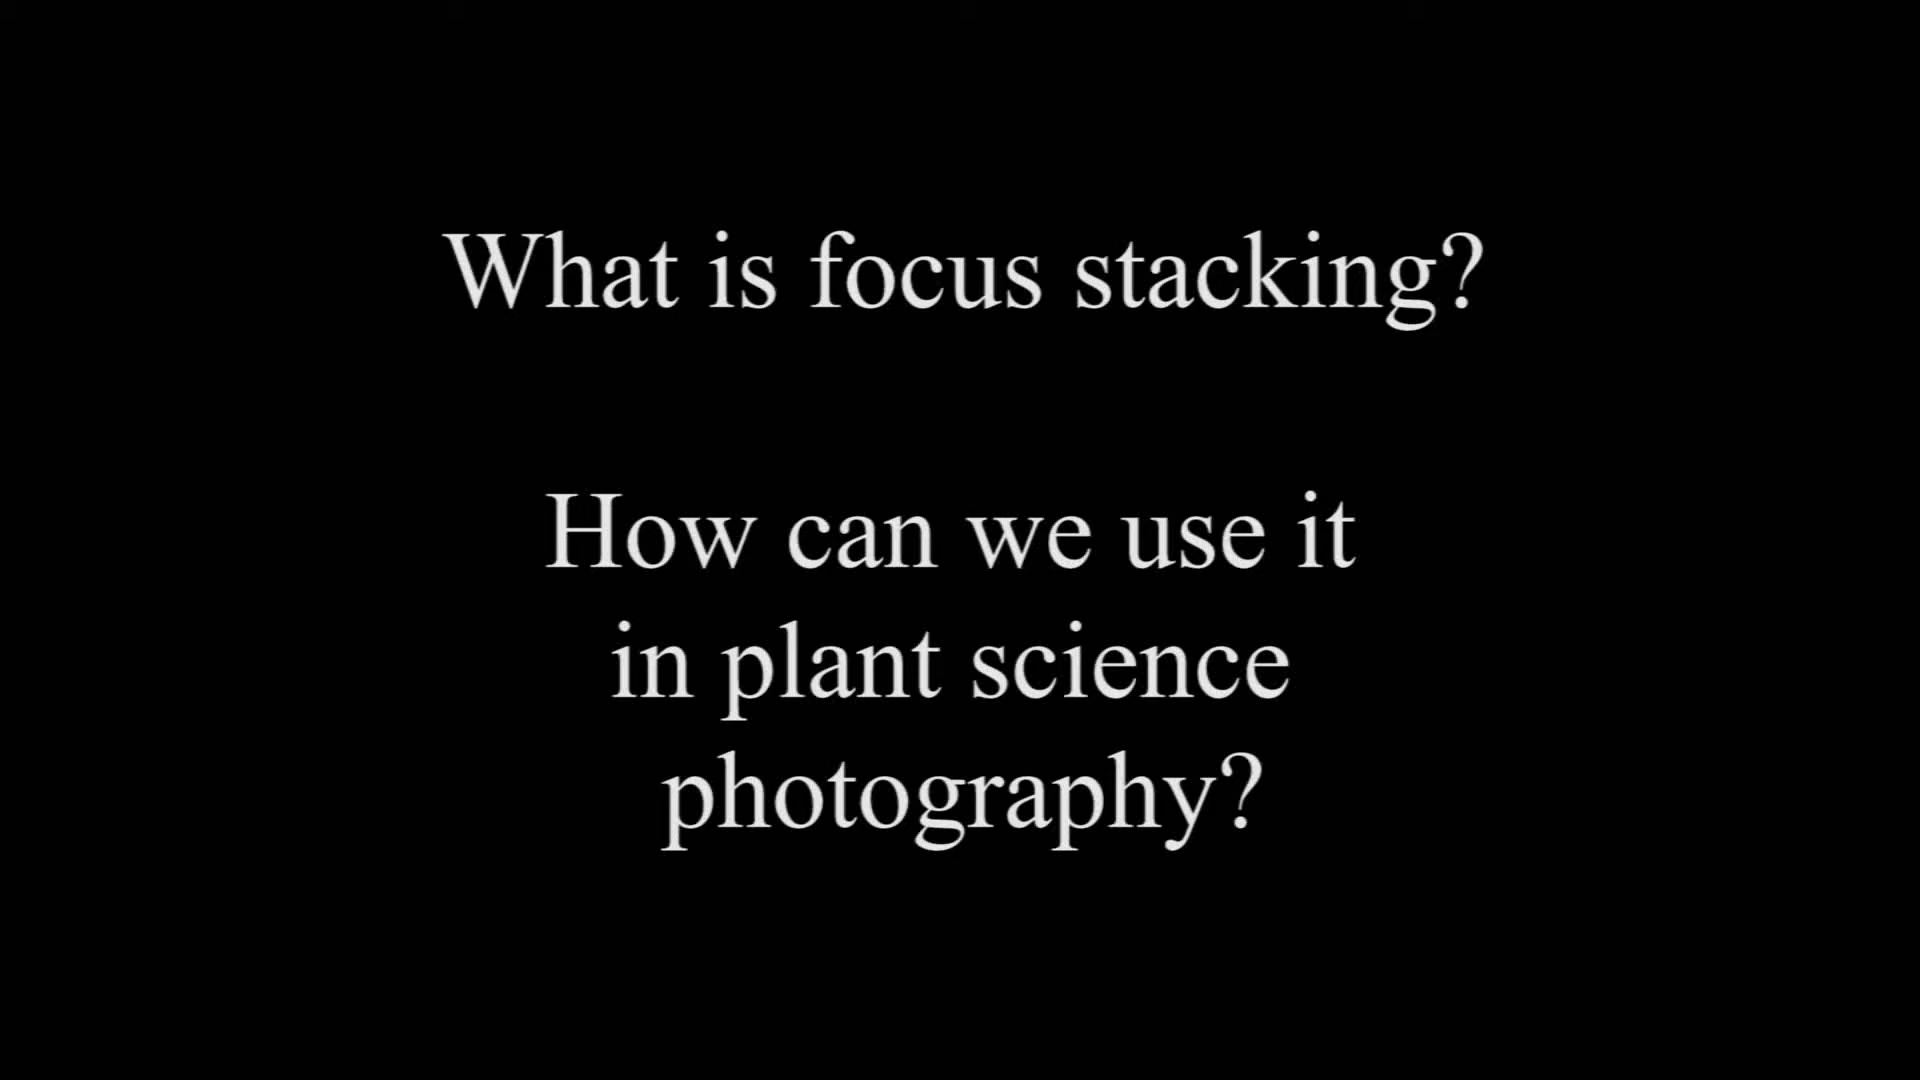 What is focus stacking?
How can we use it
in plant science
photography?